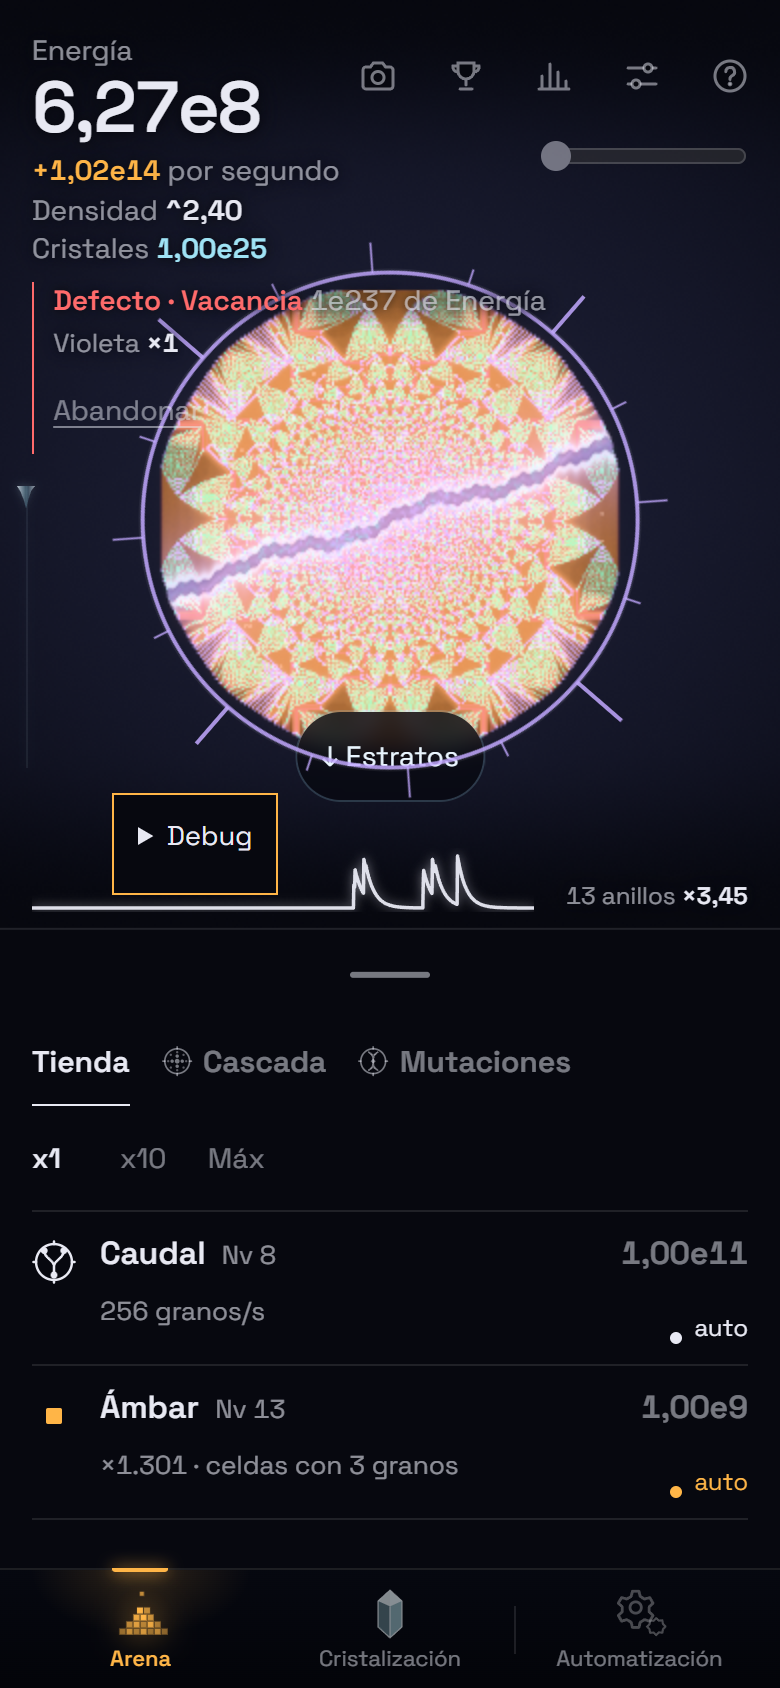 Energía
6,27e8
+1,02e14 por segundo
Densidad ^2,40
Cristales 1,00e25
Defecto · Vacancia 1e237 de Energía
Violeta ×1
Abandonar
↓ Estratos
▶ Debug
13 anillos ×3,45
Tienda Cascada Mutaciones
x1 x10 Máx
Caudal Nv 8 1,00e11
256 granos/s
auto
Ámbar Nv 13 1,00e9
×1.301 · celdas con 3 granos
auto
Arena Cristalización Automatización